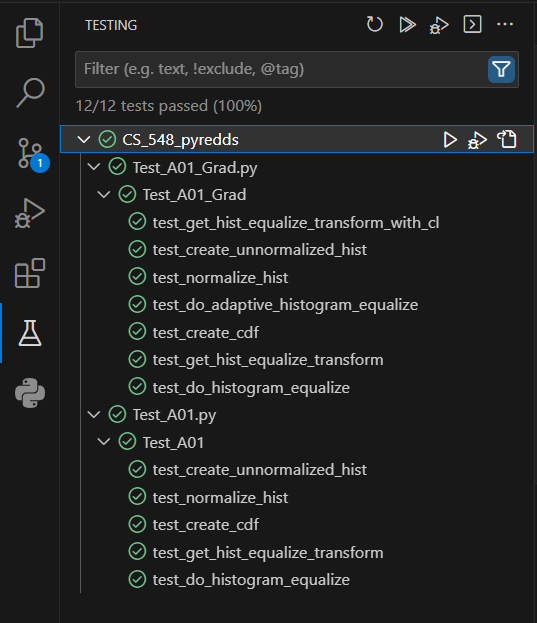 TESTING
Filter (e.g. text, !exclude, @tag)
12/12 tests passed (100%)
CS_548_pyredds
1
Test_A01_Grad.py
Test_A01_Grad
test_get_hist_equalize_transform_with_cl
test_create_unnormalized_hist
test_normalize_hist
test_do_adaptive_histogram_equalize
test_create_cdf
test_get_hist_equalize_transform
test_do_histogram_equalize
Test_A01.py
Test_A01
test_create_unnormalized_hist
test_normalize_hist
test_create_cdf
test_get_hist_equalize_transform
test_do_histogram_equalize